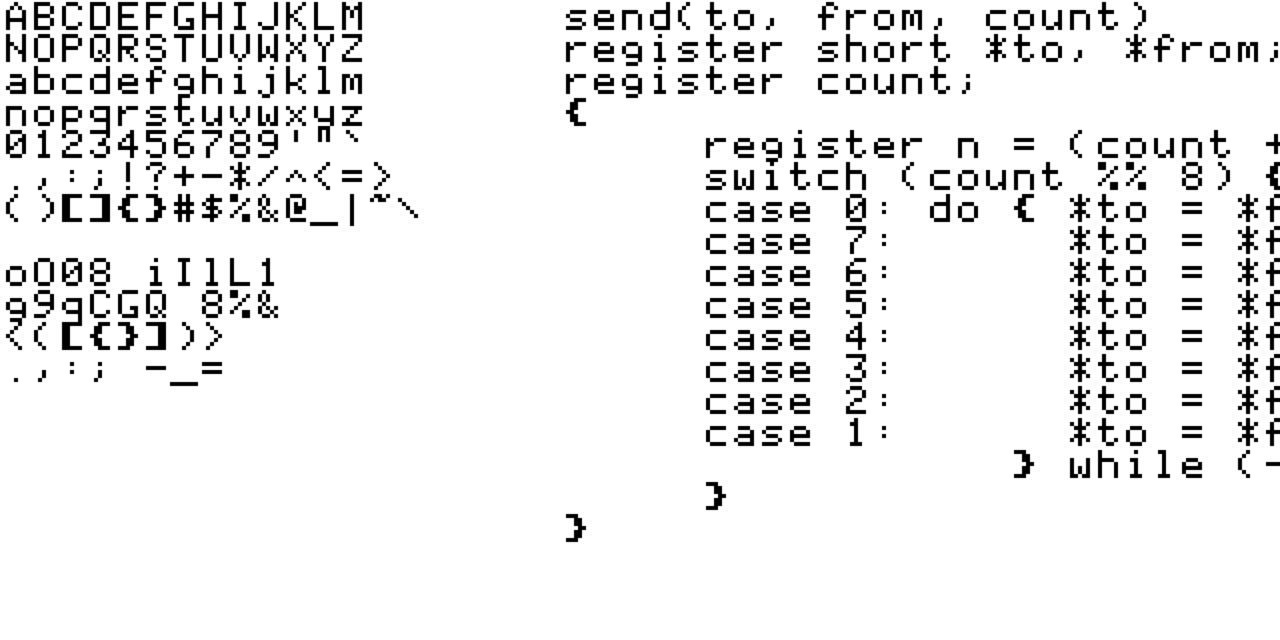 ABCDEFGHIJKLM
NOPQRSTUVWXYZ
abcdefghijklm
nopqrstuvwxyz
0123456789'"`
.,:;!?+-*/^<=>
()[]{}#$%&@_|~\
oO08 iIlL1
g9qCGQ 8%&
<([{}])>
.,:; -_=
send(to, from, count)
register short *to, *from;
register count;
{
register n = (count +
switch (count %% 8) {
case 0: do { *to = *f
case 7: *to = *f
case 6: *to = *f
case 5: *to = *f
case 4: *to = *f
case 3: *to = *f
case 2: *to = *f
case 1: *to = *f
} while (-
}
}